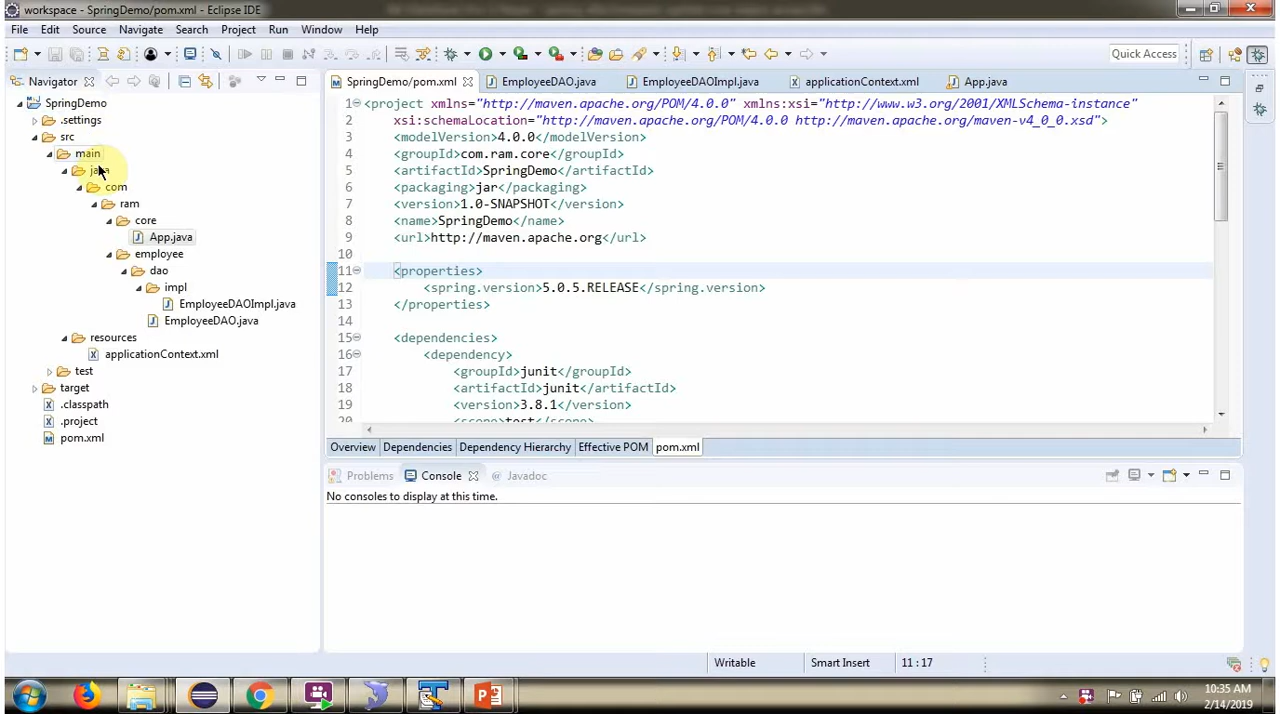 workspace - SpringDemo/pom.xml - Eclipse IDE
File Edit Source Navigate Search Project Run Window Help
Quick Access
Navigator
SpringDemo
.settings
src
main
java
com
ram
core
App.java
employee
dao
impl
EmployeeDAOImpl.java
EmployeeDAO.java
resources
applicationContext.xml
test
target
.classpath
.project
pom.xml
SpringDemo/pom.xml EmployeeDAO.java EmployeeDAOImpl.java applicationContext.xml App.java
1 <project xmlns="http://maven.apache.org/POM/4.0.0" xmlns:xsi="http://www.w3.org/2001/XMLSchema-instance"
2 xsi:schemaLocation="http://maven.apache.org/POM/4.0.0 http://maven.apache.org/maven-v4_0_0.xsd">
3 <modelVersion>4.0.0</modelVersion>
4 <groupId>com.ram.core</groupId>
5 <artifactId>SpringDemo</artifactId>
6 <packaging>jar</packaging>
7 <version>1.0-SNAPSHOT</version>
8 <name>SpringDemo</name>
9 <url>http://maven.apache.org</url>
10
11 <properties>
12 <spring.version>5.0.5.RELEASE</spring.version>
13 </properties>
14
15 <dependencies>
16 <dependency>
17 <groupId>junit</groupId>
18 <artifactId>junit</artifactId>
19 <version>3.8.1</version>
20 <scope>test</scope>
Overview Dependencies Dependency Hierarchy Effective POM pom.xml
Problems Console Javadoc
No consoles to display at this time.
Writable Smart Insert 11 : 17
10:35 AM
2/14/2019